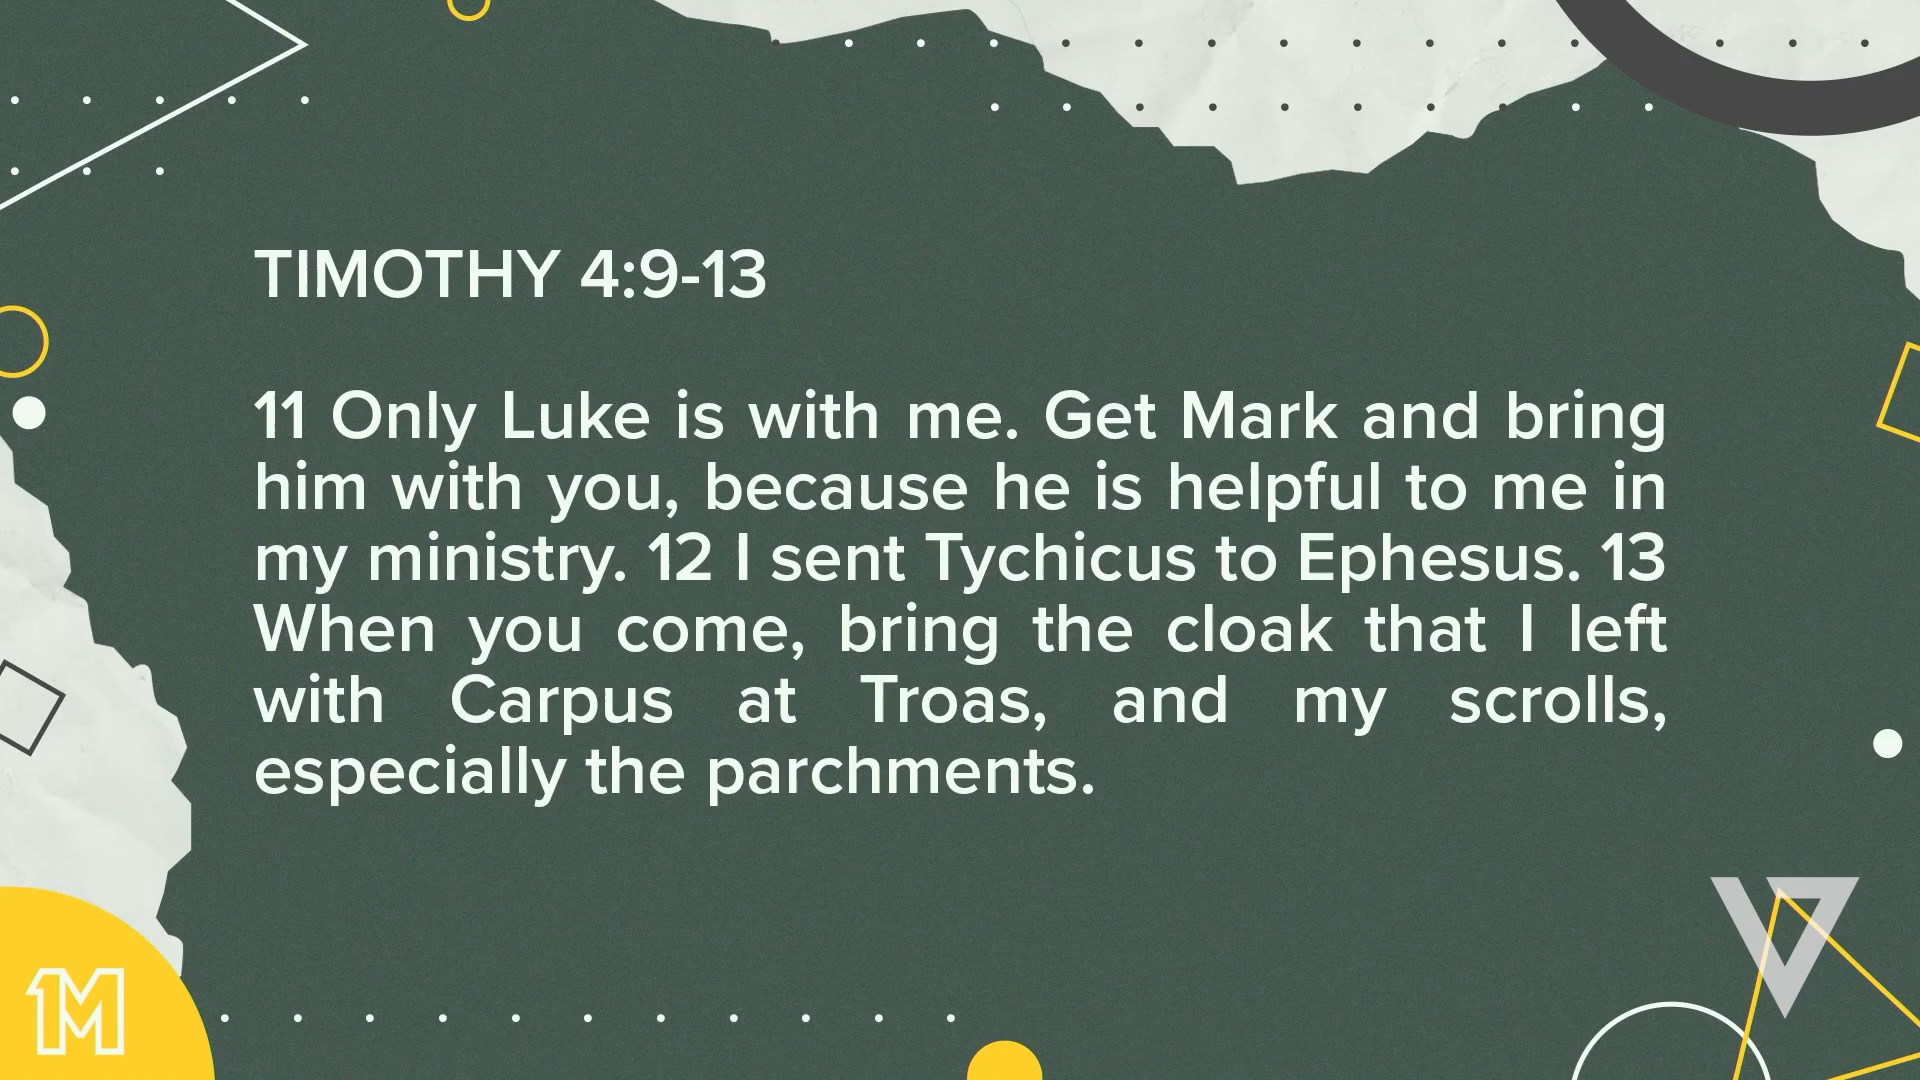 TIMOTHY 4:9-13
11 Only Luke is with me. Get Mark and bring
him with you, because he is helpful to me in
my ministry. 12 I sent Tychicus to Ephesus. 13
When you come, bring the cloak that I left
with Carpus at Troas, and my scrolls,
especially the parchments.
1M